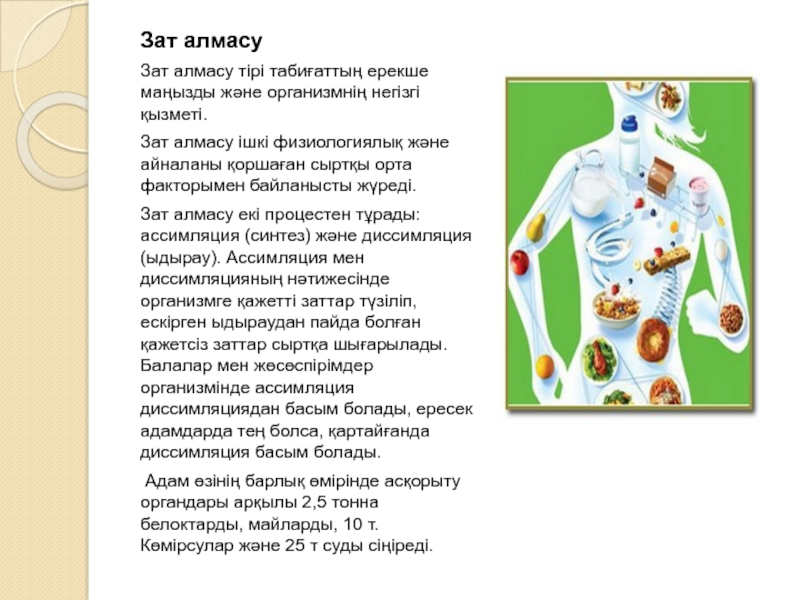 Зат алмасу
Зат алмасу тірі табиғаттың ерекше
маңызды және организмнің негізгі
қызметі.
Зат алмасу ішкі физиологиялық және
айналаны қоршаған сыртқы орта
факторымен байланысты жүреді.
Зат алмасу екі процестен тұрады:
ассимляция (синтез) және диссимляция
(ыдырау). Ассимляция мен
диссимляцияның нәтижесінде
организмге қажетті заттар түзіліп,
ескірген ыдыраудан пайда болған
қажетсіз заттар сыртқа шығарылады.
Балалар мен жөсөспірімдер
организмінде ассимляция
диссимляциядан басым болады, ересек
адамдарда тең болса, қартайғанда
диссимляция басым болады.
Адам өзінің барлық өмірінде асқорыту
органдары арқылы 2,5 тонна
белоктарды, майларды, 10 т.
Көмірсулар және 25 т суды сіңіреді.